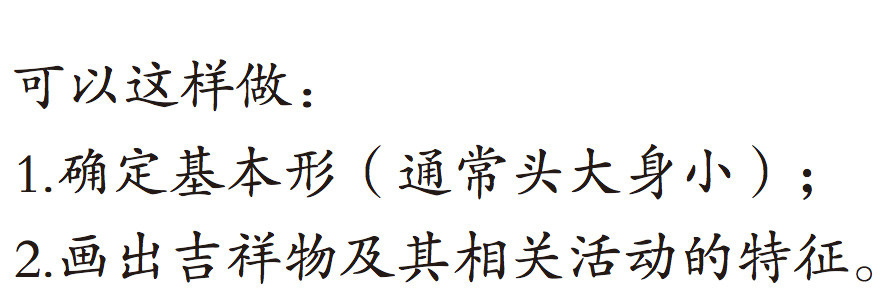 可以这样做：
1.确定基本形（通常头大身小）；
2.画出吉祥物及其相关活动的特征。